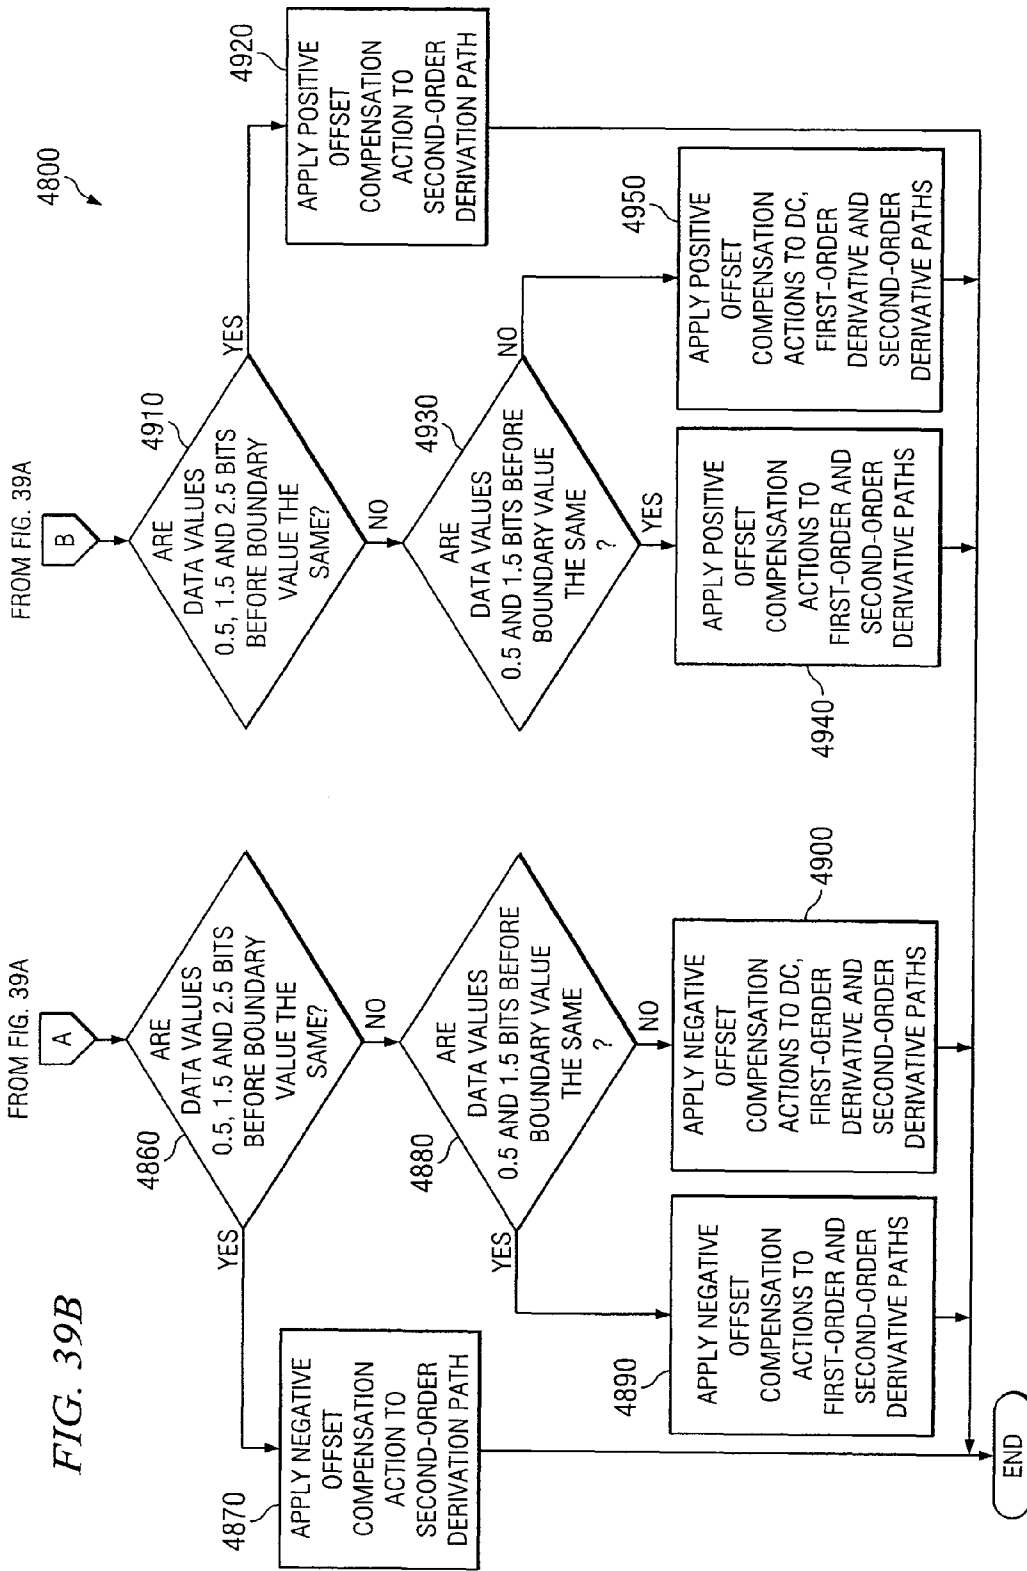 FIG. 39B
4800
FROM FIG. 39A
A
4860
ARE
DATA VALUES
0.5, 1.5 AND 2.5 BITS
BEFORE BOUNDARY
VALUE THE
SAME?
YES
NO
4870
APPLY NEGATIVE
OFFSET
COMPENSATION
ACTION TO
SECOND-ORDER
DERIVATION PATH
4880
ARE
DATA VALUES
0.5 AND 1.5 BITS BEFORE
BOUNDARY VALUE
THE SAME
?
YES
NO
4890
APPLY NEGATIVE
OFFSET
COMPENSATION
ACTIONS TO
FIRST-ORDER AND
SECOND-ORDER
DERIVATIVE PATHS
4900
APPLY NEGATIVE
OFFSET
COMPENSATION
ACTIONS TO DC,
FIRST-OERDER
DERIVATIVE AND
SECOND-ORDER
DERIVATIVE PATHS
FROM FIG. 39A
B
4910
ARE
DATA VALUES
0.5, 1.5 AND 2.5 BITS
BEFORE BOUNDARY
VALUE THE
SAME?
YES
NO
4920
APPLY POSITIVE
OFFSET
COMPENSATION
ACTION TO
SECOND-ORDER
DERIVATION PATH
4930
ARE
DATA VALUES
0.5 AND 1.5 BITS BEFORE
BOUNDARY VALUE
THE SAME
?
NO
YES
4940
APPLY POSITIVE
OFFSET
COMPENSATION
ACTIONS TO
FIRST-ORDER AND
SECOND-ORDER
DERIVATIVE PATHS
4950
APPLY POSITIVE
OFFSET
COMPENSATION
ACTIONS TO DC,
FIRST-ORDER
DERIVATIVE AND
SECOND-ORDER
DERIVATIVE PATHS
END